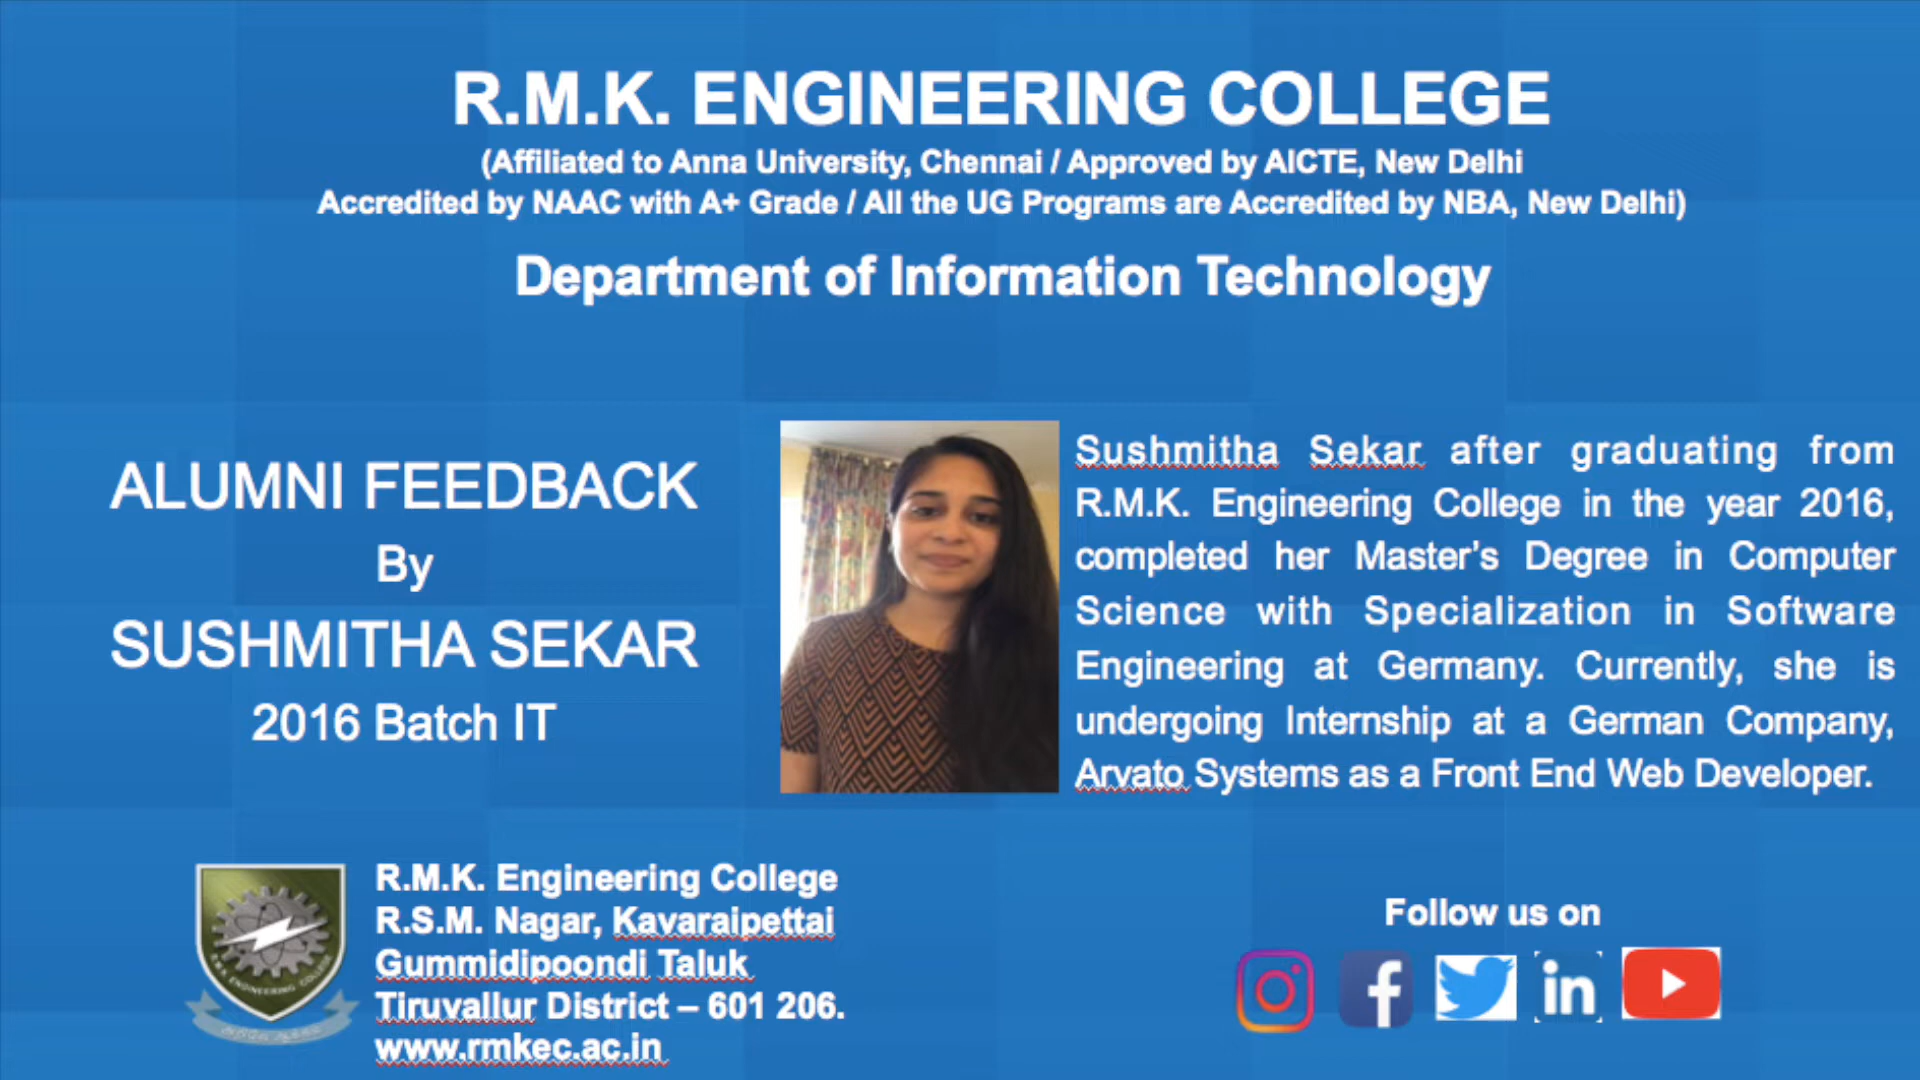 R.M.K. ENGINEERING COLLEGE
(Affiliated to Anna University, Chennai / Approved by AICTE, New Delhi
Accredited by NAAC with A+ Grade / All the UG Programs are Accredited by NBA, New Delhi)
Department of Information Technology
ALUMNI FEEDBACK
By
SUSHMITHA SEKAR
2016 Batch IT
Sushmitha Sekar after graduating from
R.M.K. Engineering College in the year 2016,
completed her Master’s Degree in Computer
Science with Specialization in Software
Engineering at Germany. Currently, she is
undergoing Internship at a German Company,
Arvato Systems as a Front End Web Developer.
R.M.K. ENGINEERING COLLEGE
R.M.K. Engineering College
R.S.M. Nagar, Kavaraipettai
Gummidipoondi Taluk
Tiruvallur District – 601 206.
www.rmkec.ac.in
Follow us on
in